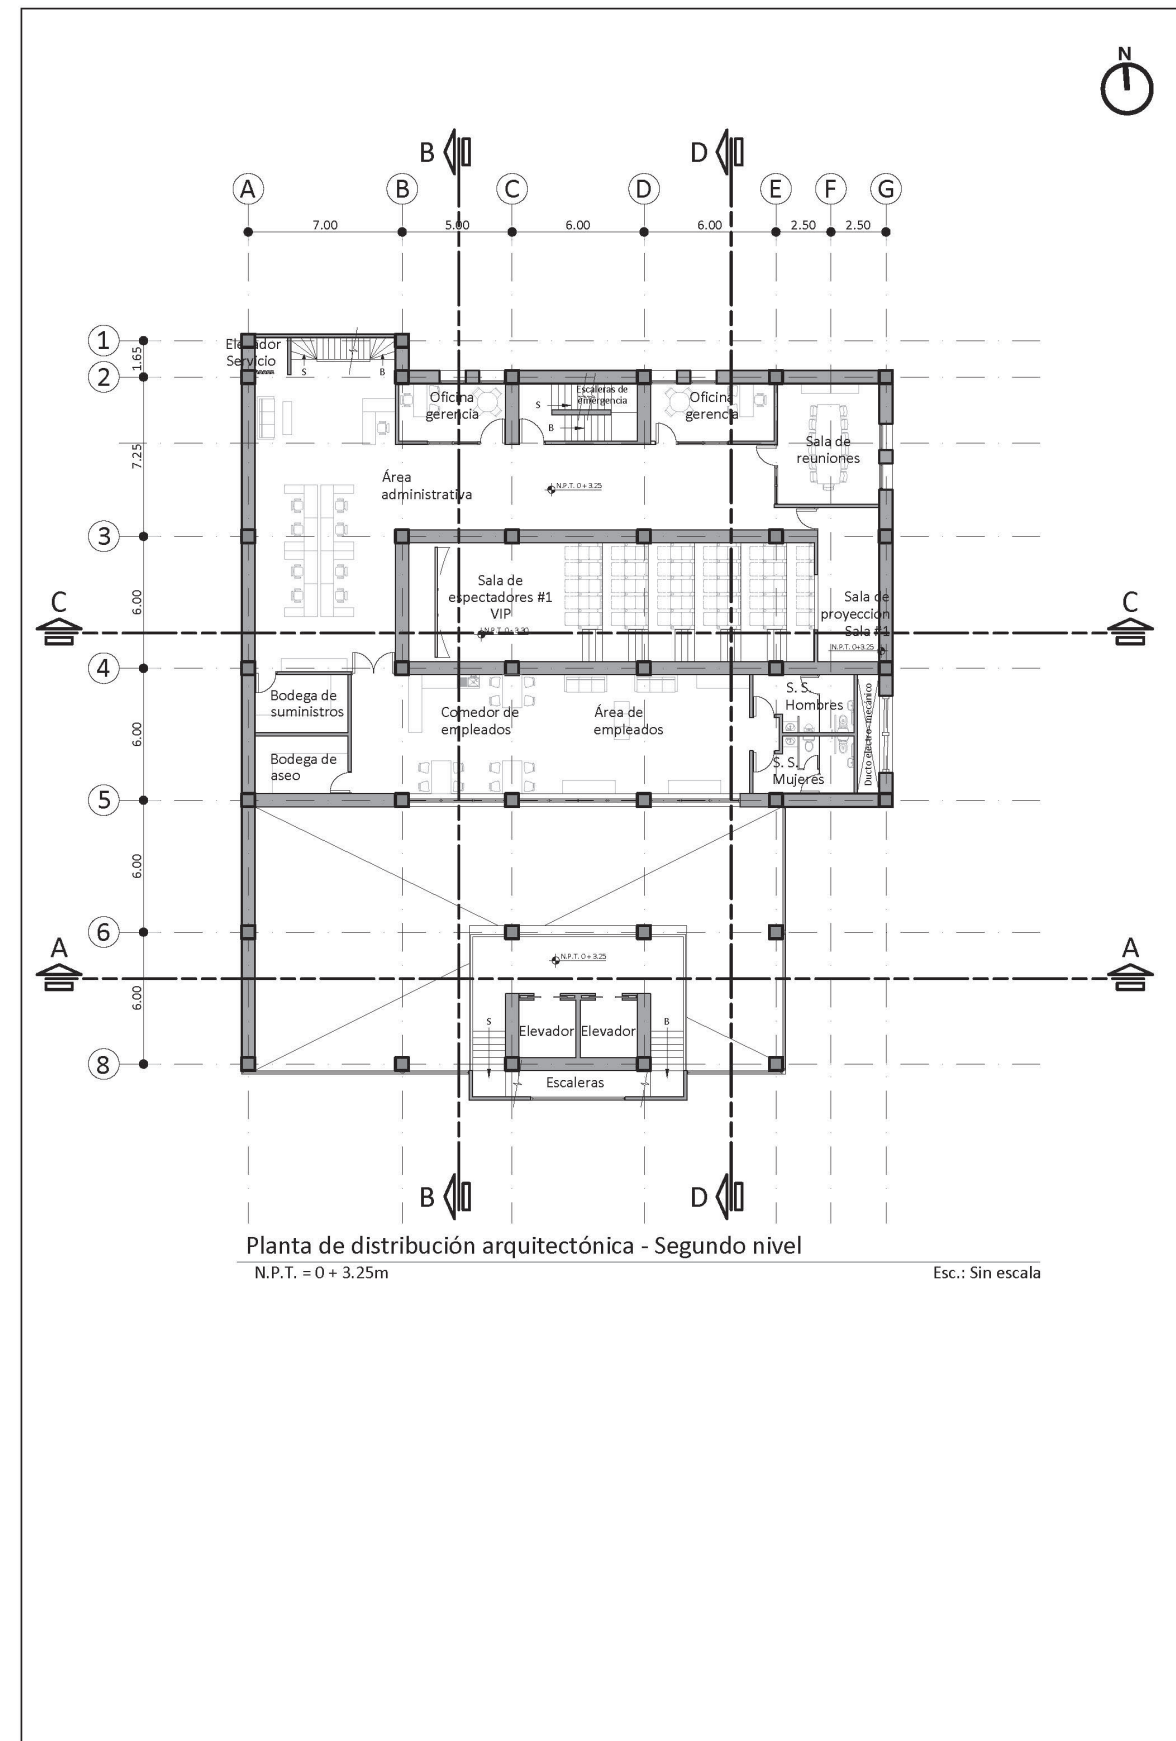 N
B
D
A
B
C
D
E
F
G
7.00
5.00
6.00
6.00
2.50
2.50
1
1.65
2
Elevador
Servicio
S
B
Oficina
gerencia
Escaleras de
emergencia
S
B
Oficina
gerencia
7.25
Sala de
reuniones
Área
administrativa
N.P.T. 0 + 3.25
3
6.00
Sala de
espectadores #1
VIP
N.P.T. 0 - 3.30
Sala de
proyección
Sala #1
N.P.T. 0+3.25
C
C
4
6.00
Bodega de
suministros
Comedor de
empleados
Área de
empleados
S. S.
Hombres
Ducto electro-mecánico
Bodega de
aseo
S. S.
Mujeres
5
6.00
6
N.P.T. 0 + 3.25
A
A
6.00
S
Elevador
Elevador
B
8
Escaleras
B
D
Planta de distribución arquitectónica - Segundo nivel
N.P.T. = 0 + 3.25m
Esc.: Sin escala